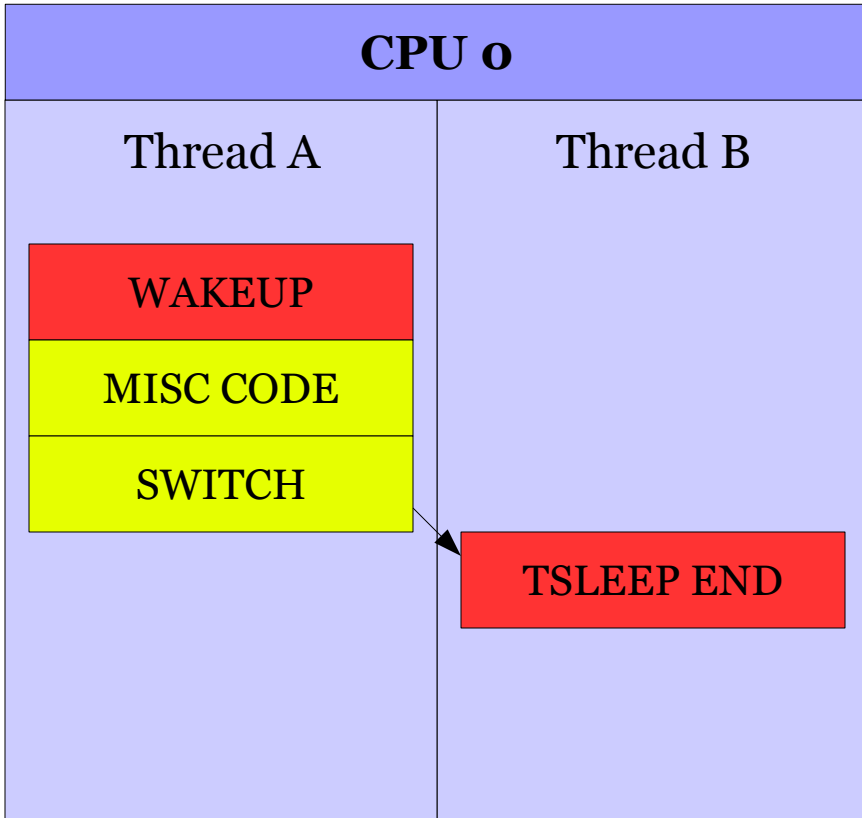 CPU 0
Thread A
Thread B
WAKEUP
MISC CODE
SWITCH
TSLEEP END